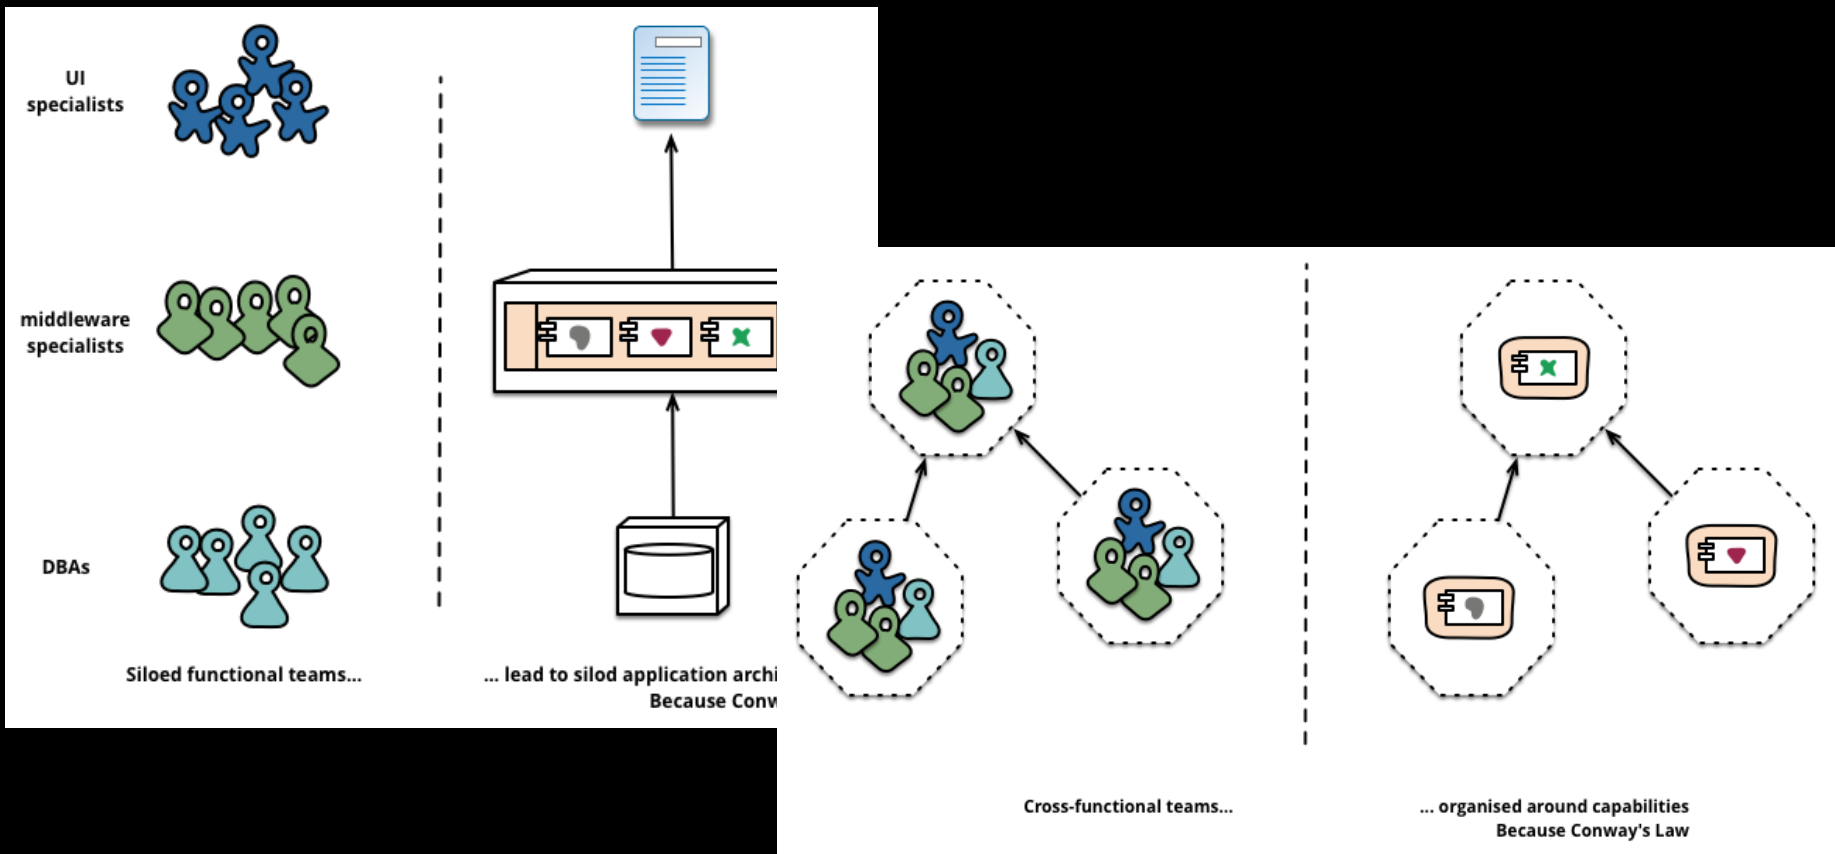 UI
specialists
middleware
specialists
DBAs
Siloed functional teams...
... lead to silod application archi
Because Conw
Cross-functional teams...
... organised around capabilities
Because Conway's Law